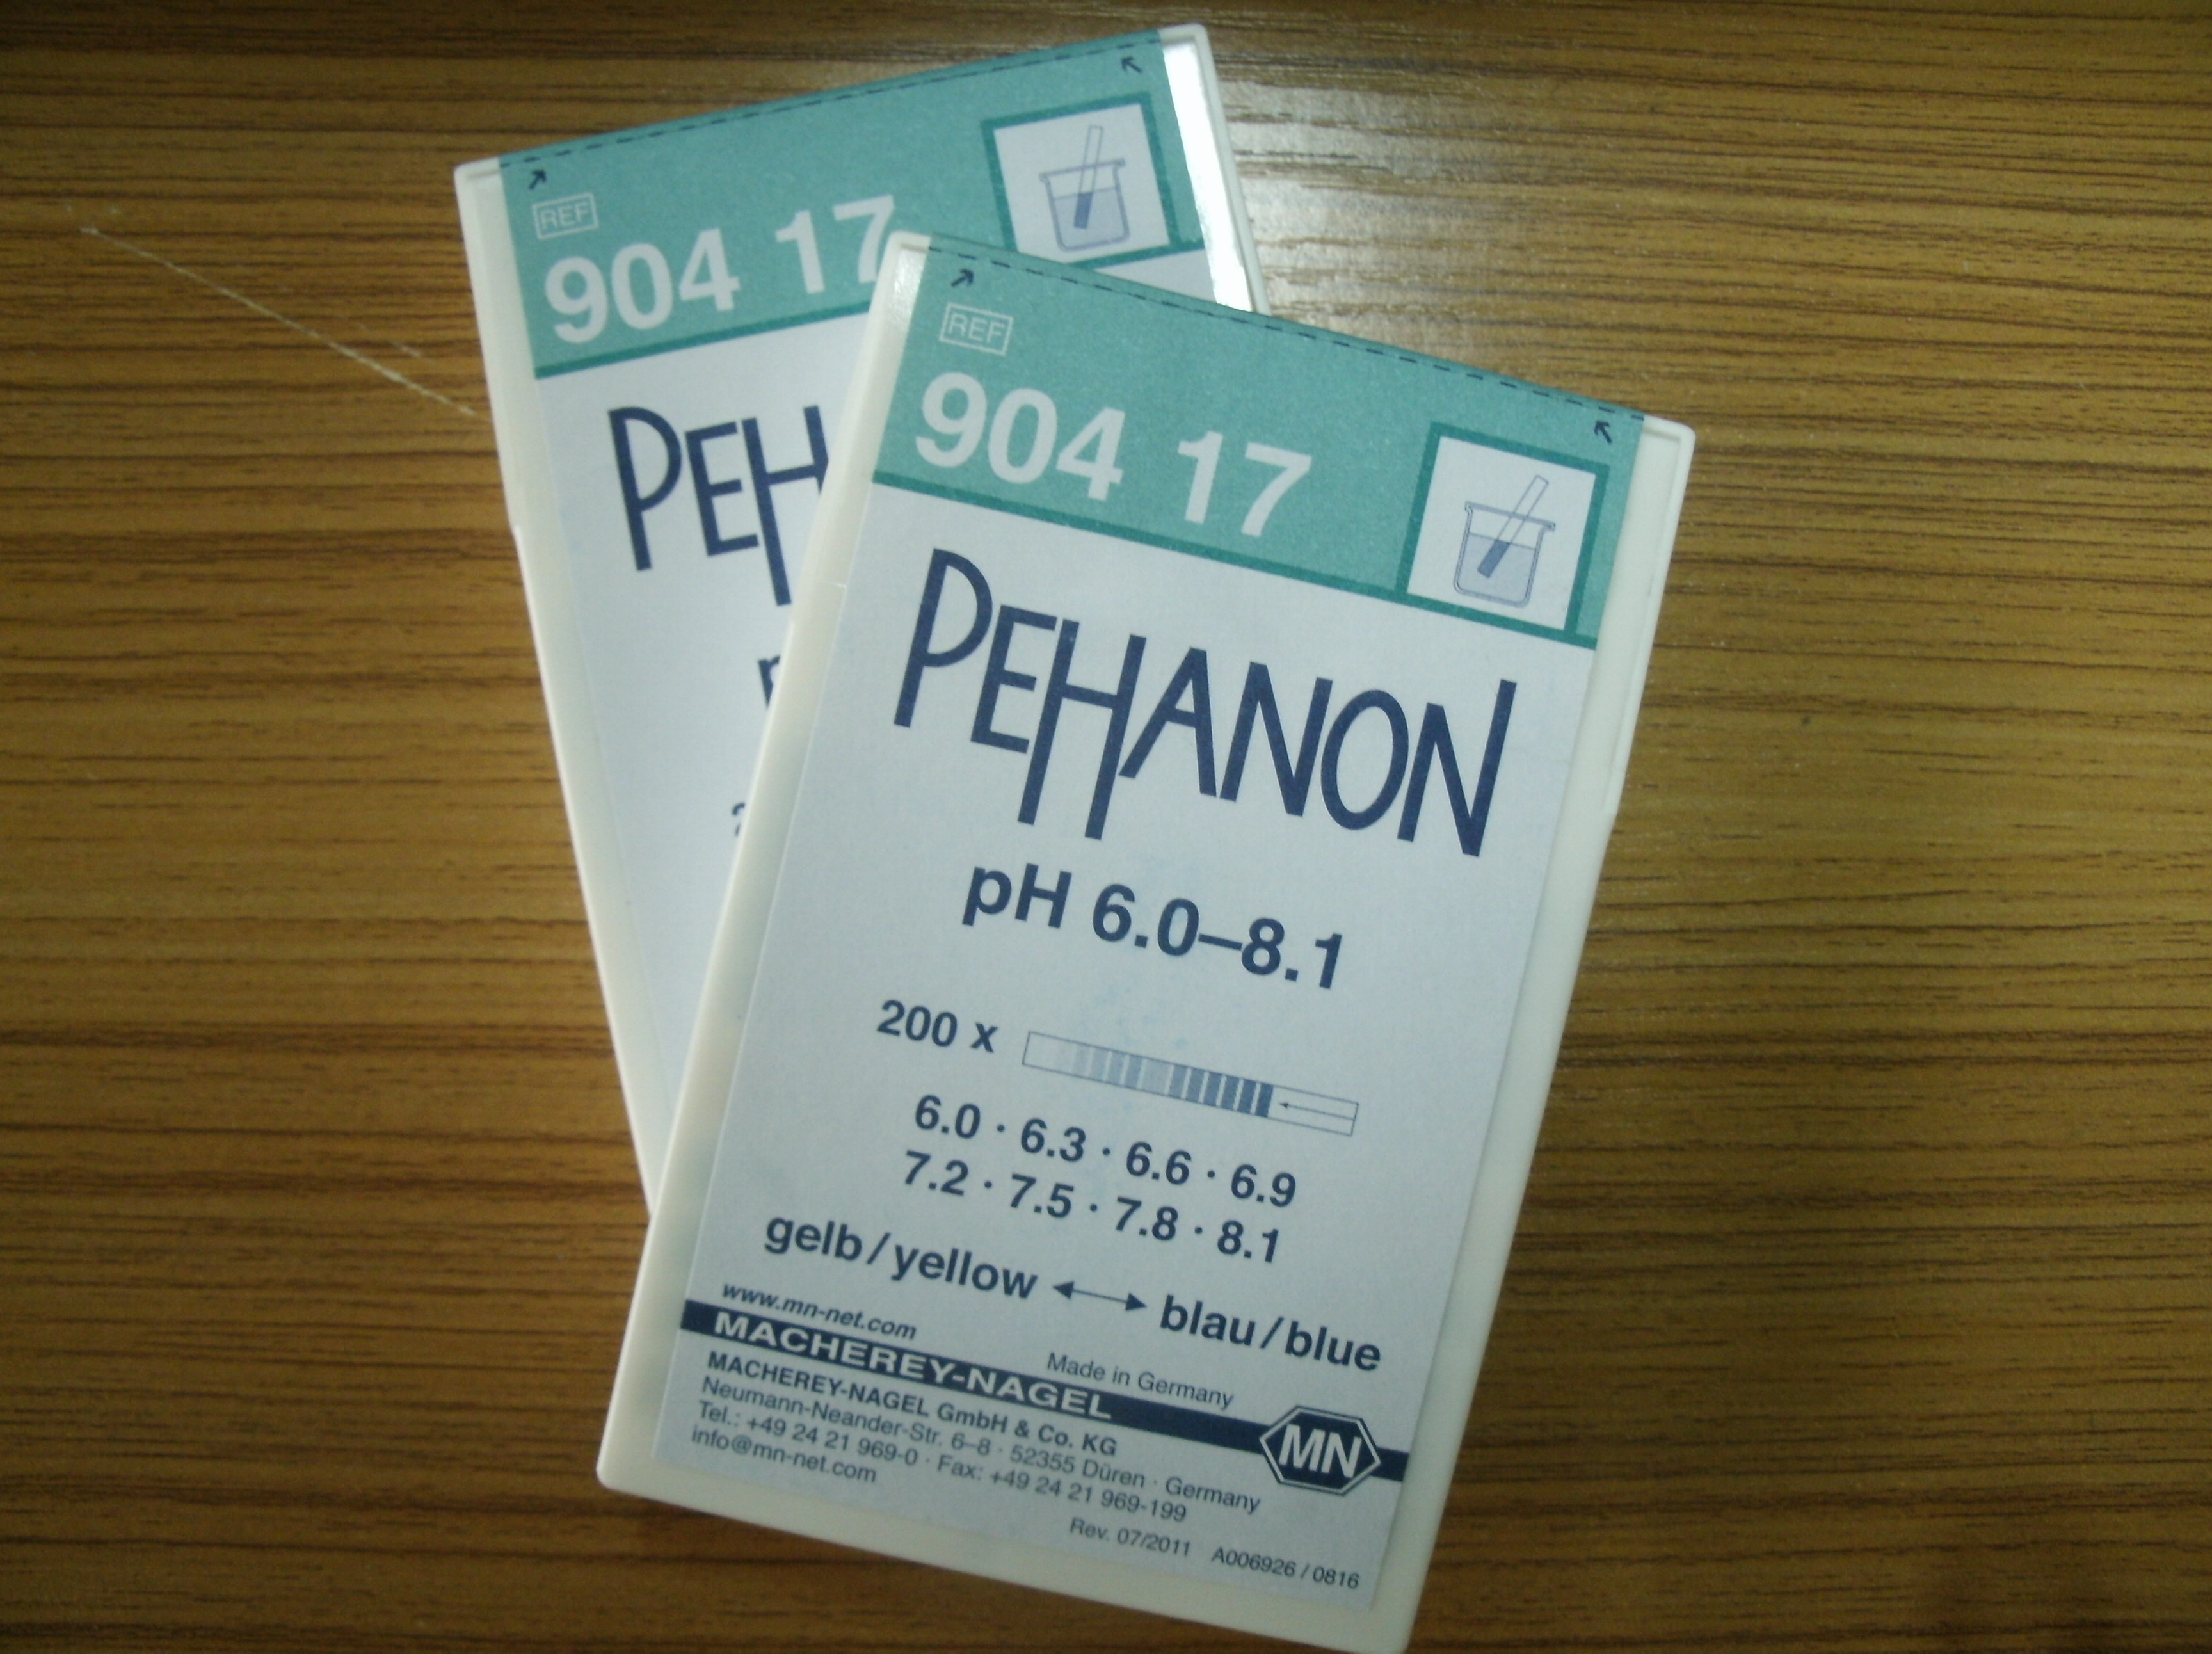 REF
904 17
PEH
REF
904 17
PEHANON
pH 6.0–8.1
200 x
6.0 · 6.3 · 6.6 · 6.9
7.2 · 7.5 · 7.8 · 8.1
gelb / yellow ←→ blau / blue
www.mn-net.com
Made in Germany
MACHEREY-NAGEL
MN
MACHEREY-NAGEL GmbH & Co. KG
Neumann-Neander-Str. 6–8 · 52355 Düren · Germany
Tel.: +49 24 21 969-0 · Fax: +49 24 21 969-199
info@mn-net.com
Rev. 07/2011 A006926 / 0816